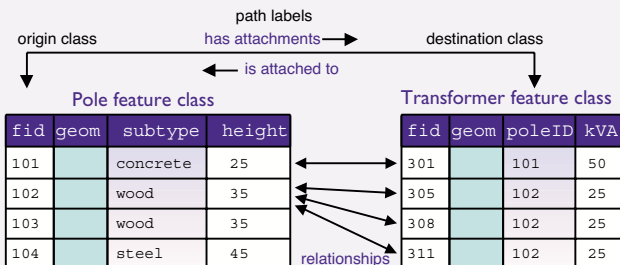 path labels
origin class has attachments destination class
is attached to
Pole feature class Transformer feature class
fid geom subtype height fid geom poleID kVA
101 concrete 25 301 101 50
102 wood 35 305 102 25
103 wood 35 308 102 25
104 steel 45 relationships 311 102 25